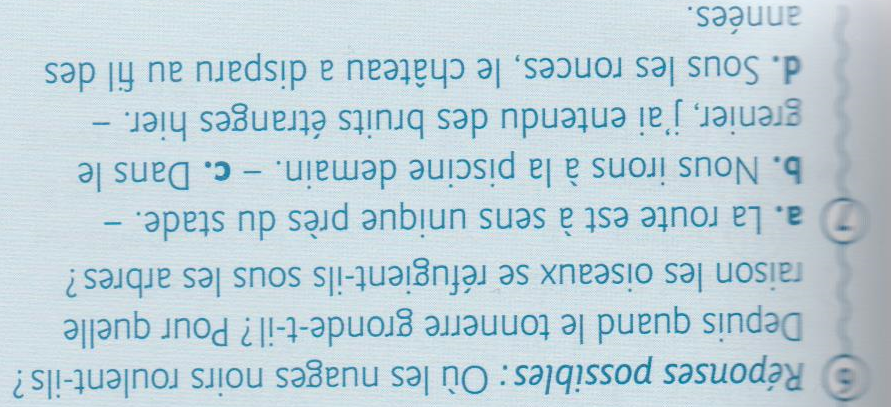 6 Réponses possibles : Où les nuages noirs roulent-ils ?
Depuis quand le tonnerre gronde-t-il ? Pour quelle
raison les oiseaux se réfugient-ils sous les arbres ?
7 a. La route est à sens unique près du stade. –
b. Nous irons à la piscine demain. – c. Dans le
grenier, j'ai entendu des bruits étranges hier. –
d. Sous les ronces, le château a disparu au fil des
années.